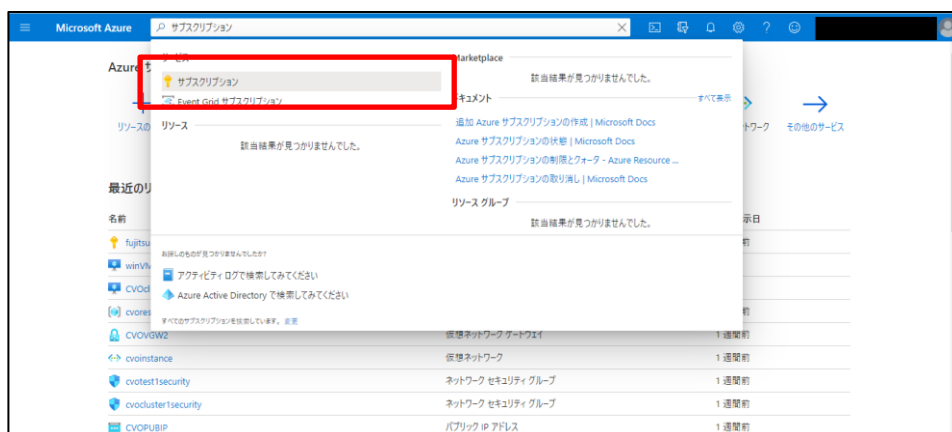 Microsoft Azure
サブスクリプション
Azure サ
サービス
サブスクリプション
Event Grid サブスクリプション
リソース
該当結果が見つかりませんでした。
Marketplace
該当結果が見つかりませんでした。
キュメント
すべて表示
追加 Azure サブスクリプションの作成 | Microsoft Docs
Azure サブスクリプションの状態 | Microsoft Docs
Azure サブスクリプションの制限とクォータ - Azure Resource ...
Azure サブスクリプションの取り消し | Microsoft Docs
リソース グループ
該当結果が見つかりませんでした。
お探しのものが見つかりませんでしたか?
アクティビティ ログで検索してみてください
Azure Active Directory で検索してみてください
すべてのサブスクリプションを検索しています。 変更
リソースの
トワーク
その他のサービス
最近のリ
名前
示日
fujitsu
前
winVM
CVOcl
cvores
前
CVOVGW2
仮想ネットワーク ゲートウェイ
1 週間前
cvoinstance
仮想ネットワーク
1 週間前
cvotest1security
ネットワーク セキュリティ グループ
1 週間前
cvocluster1security
ネットワーク セキュリティ グループ
1 週間前
CVOPUBIP
パブリック IP アドレス
1 週間前